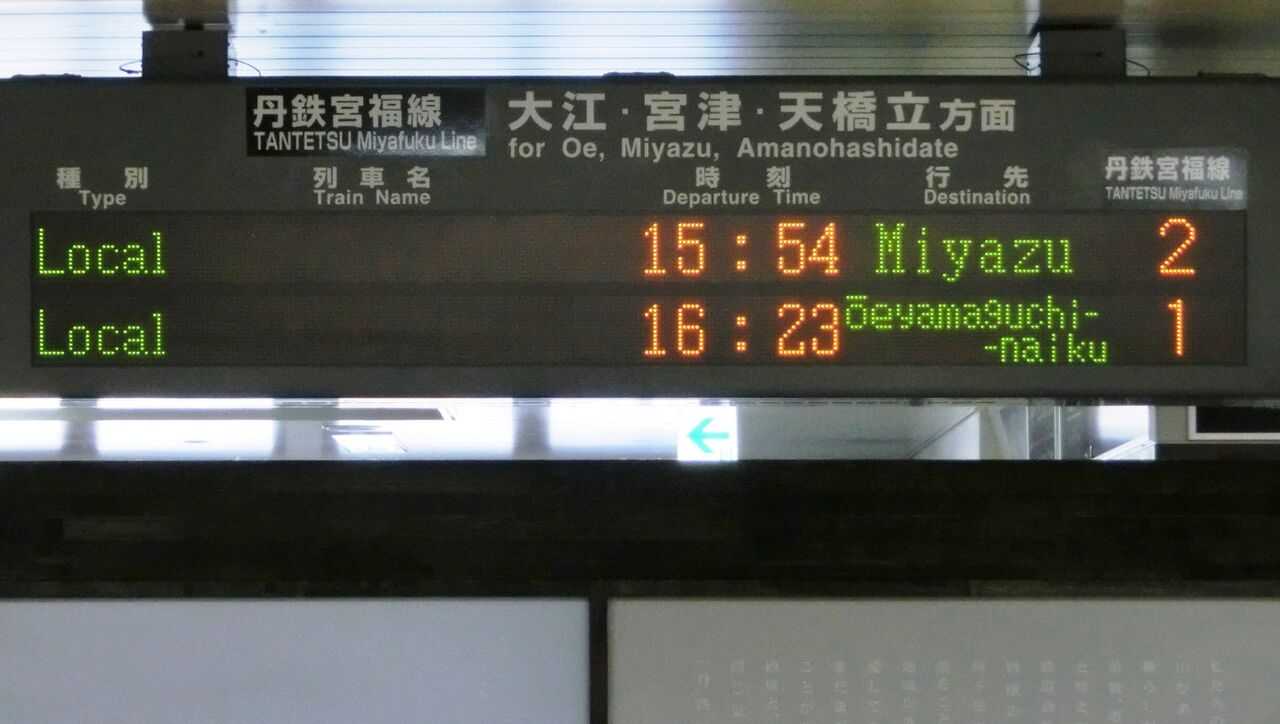 丹鉄宮福線
TANTETSU Miyafuku Line
大江・宮津・天橋立方面
for Oe, Miyazu, Amanohashidate
種別 列車名 時刻 行先 丹鉄宮福線
Type Train Name Departure Time Destination TANTETSU Miyafuku Line
Local 15:54 Miyazu 2
Local 16:23 Ōeyamaguchi-
-naiku 1